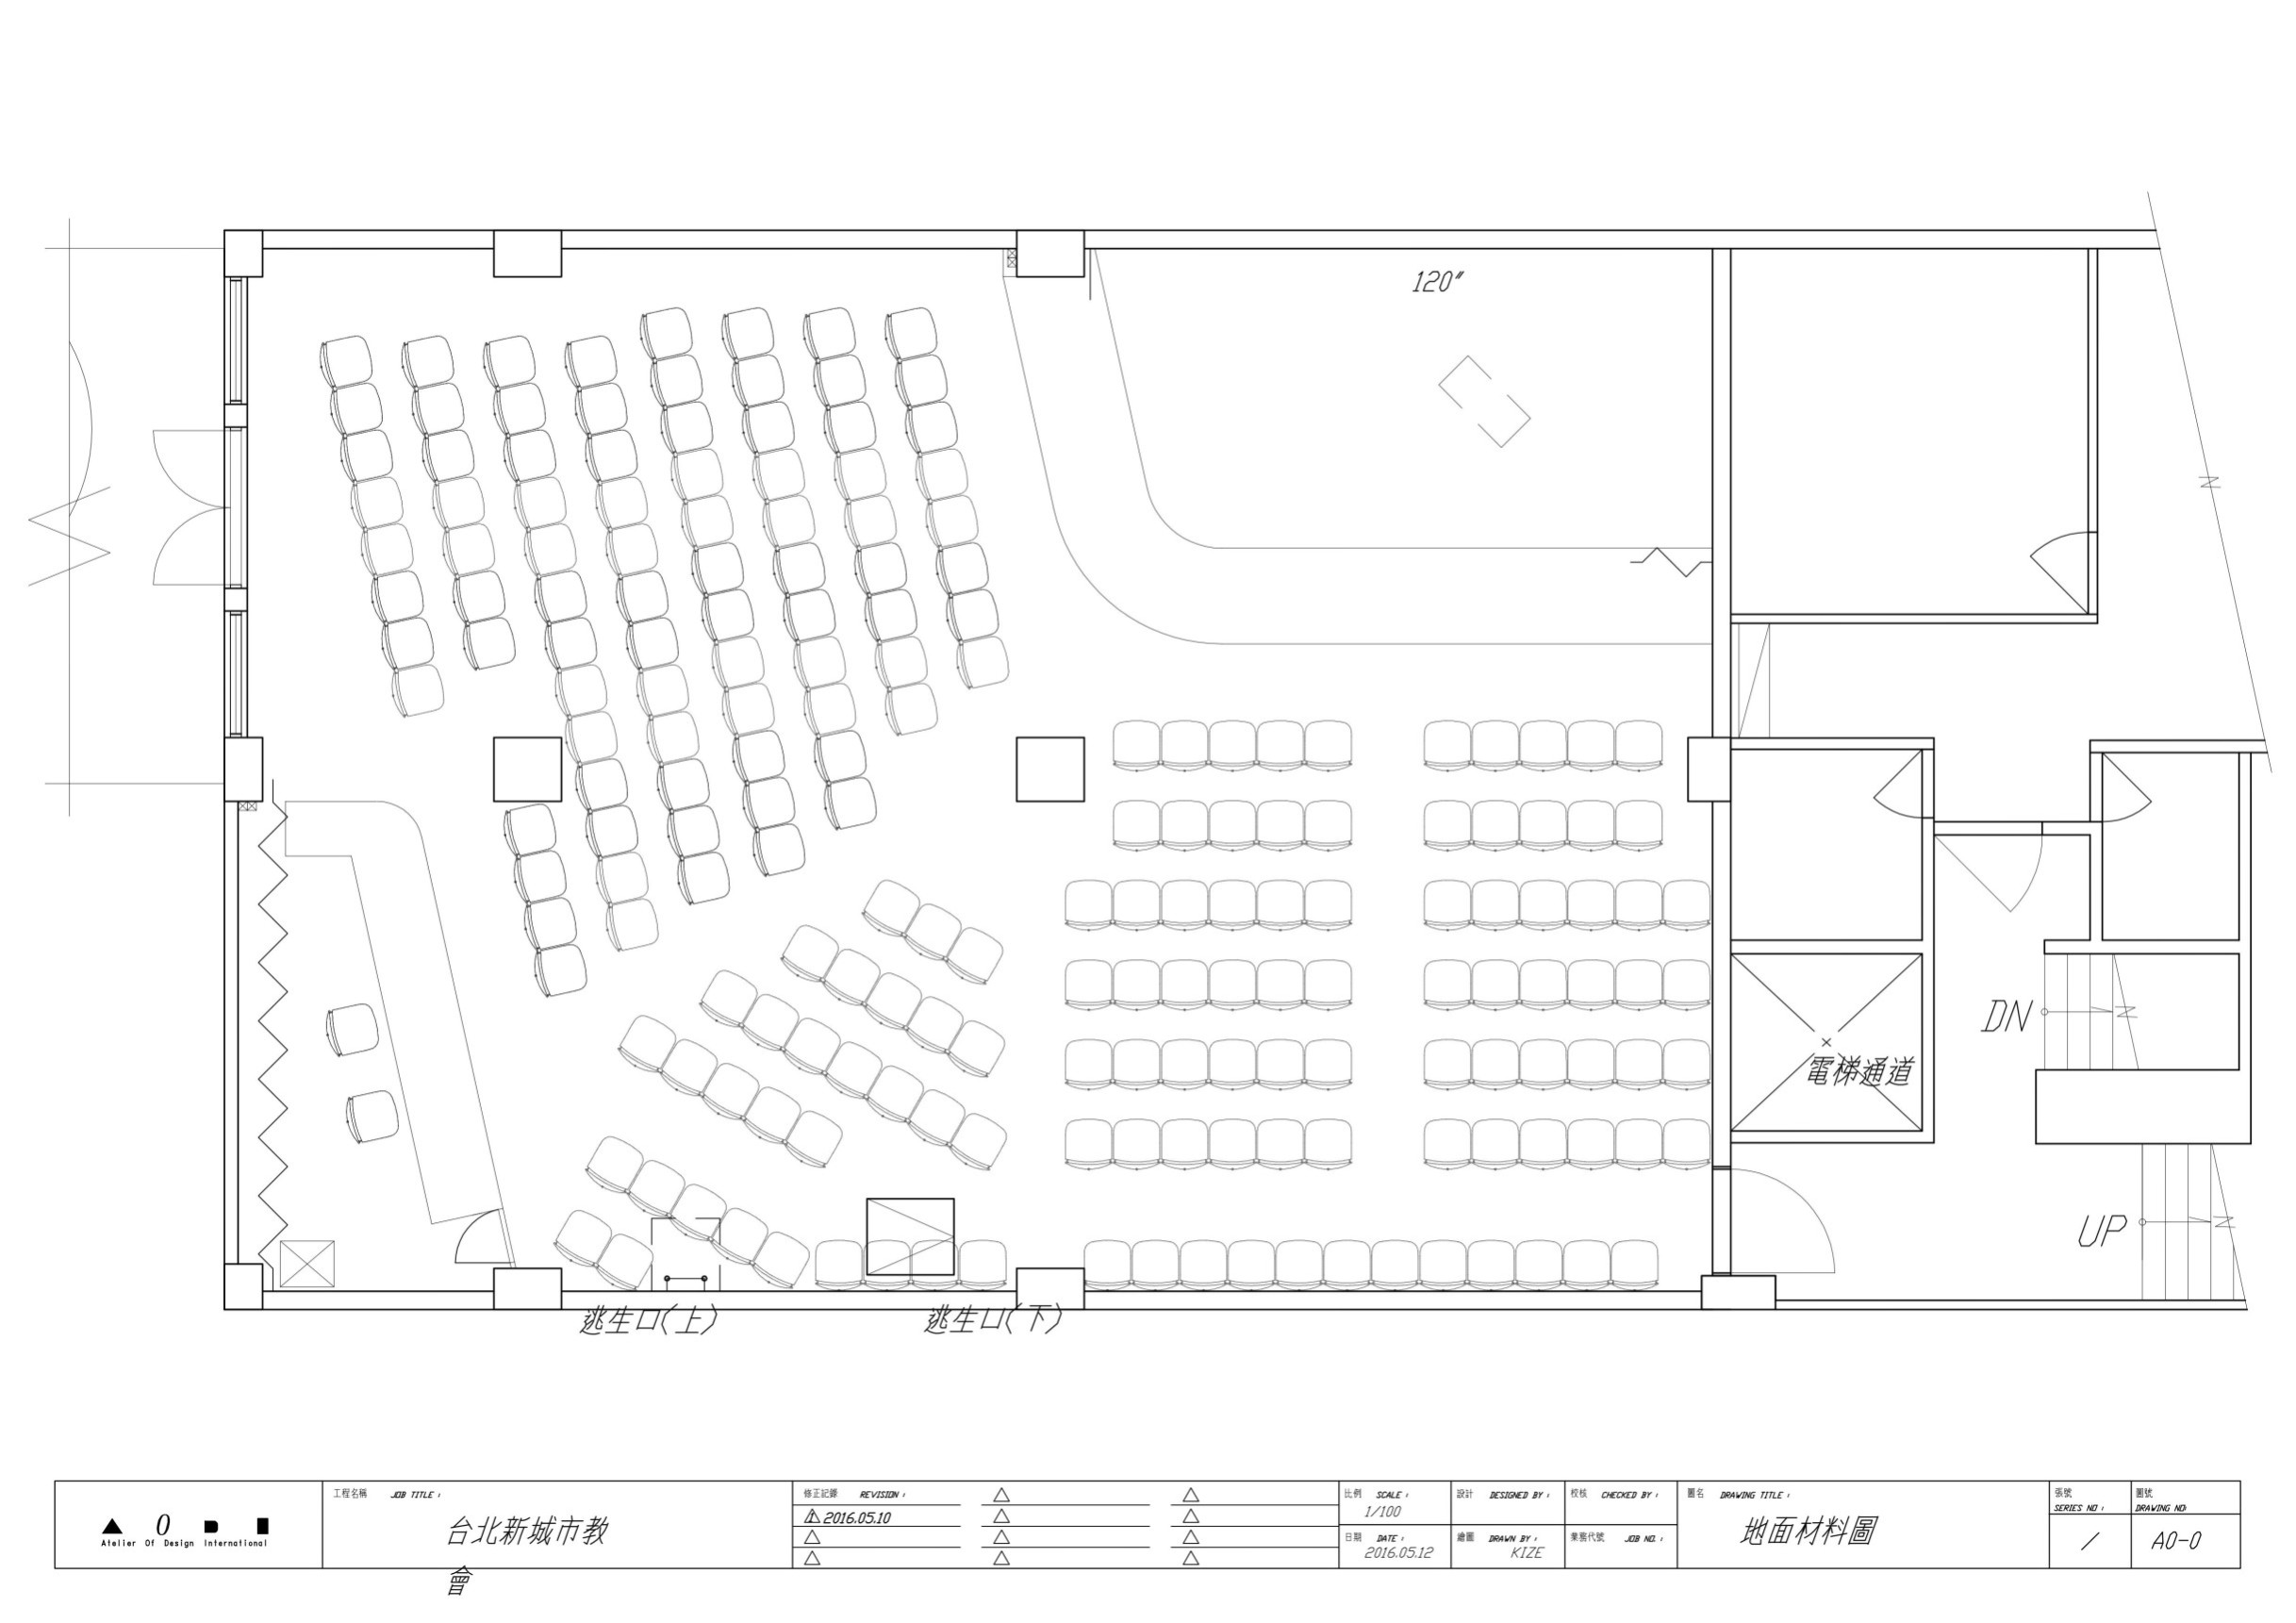 120"
電梯通道
DN
UP
逃生口(上)
逃生口(下)
Atelier Of Design International
工程名稱 JOB TITLE :
台北新城市教
會
修正記錄 REVISION :
1 2016.05.10
比例 SCALE :
1/100
日期 DATE :
2016.05.12
設計 DESIGNED BY :
繪圖 DRAWN BY :
KIZE
校核 CHECKED BY :
業務代號 JOB NO. :
圖名 DRAWING TITLE :
地面材料圖
張號
SERIES NO :
/
圖號
DRAWING NO:
A0-0